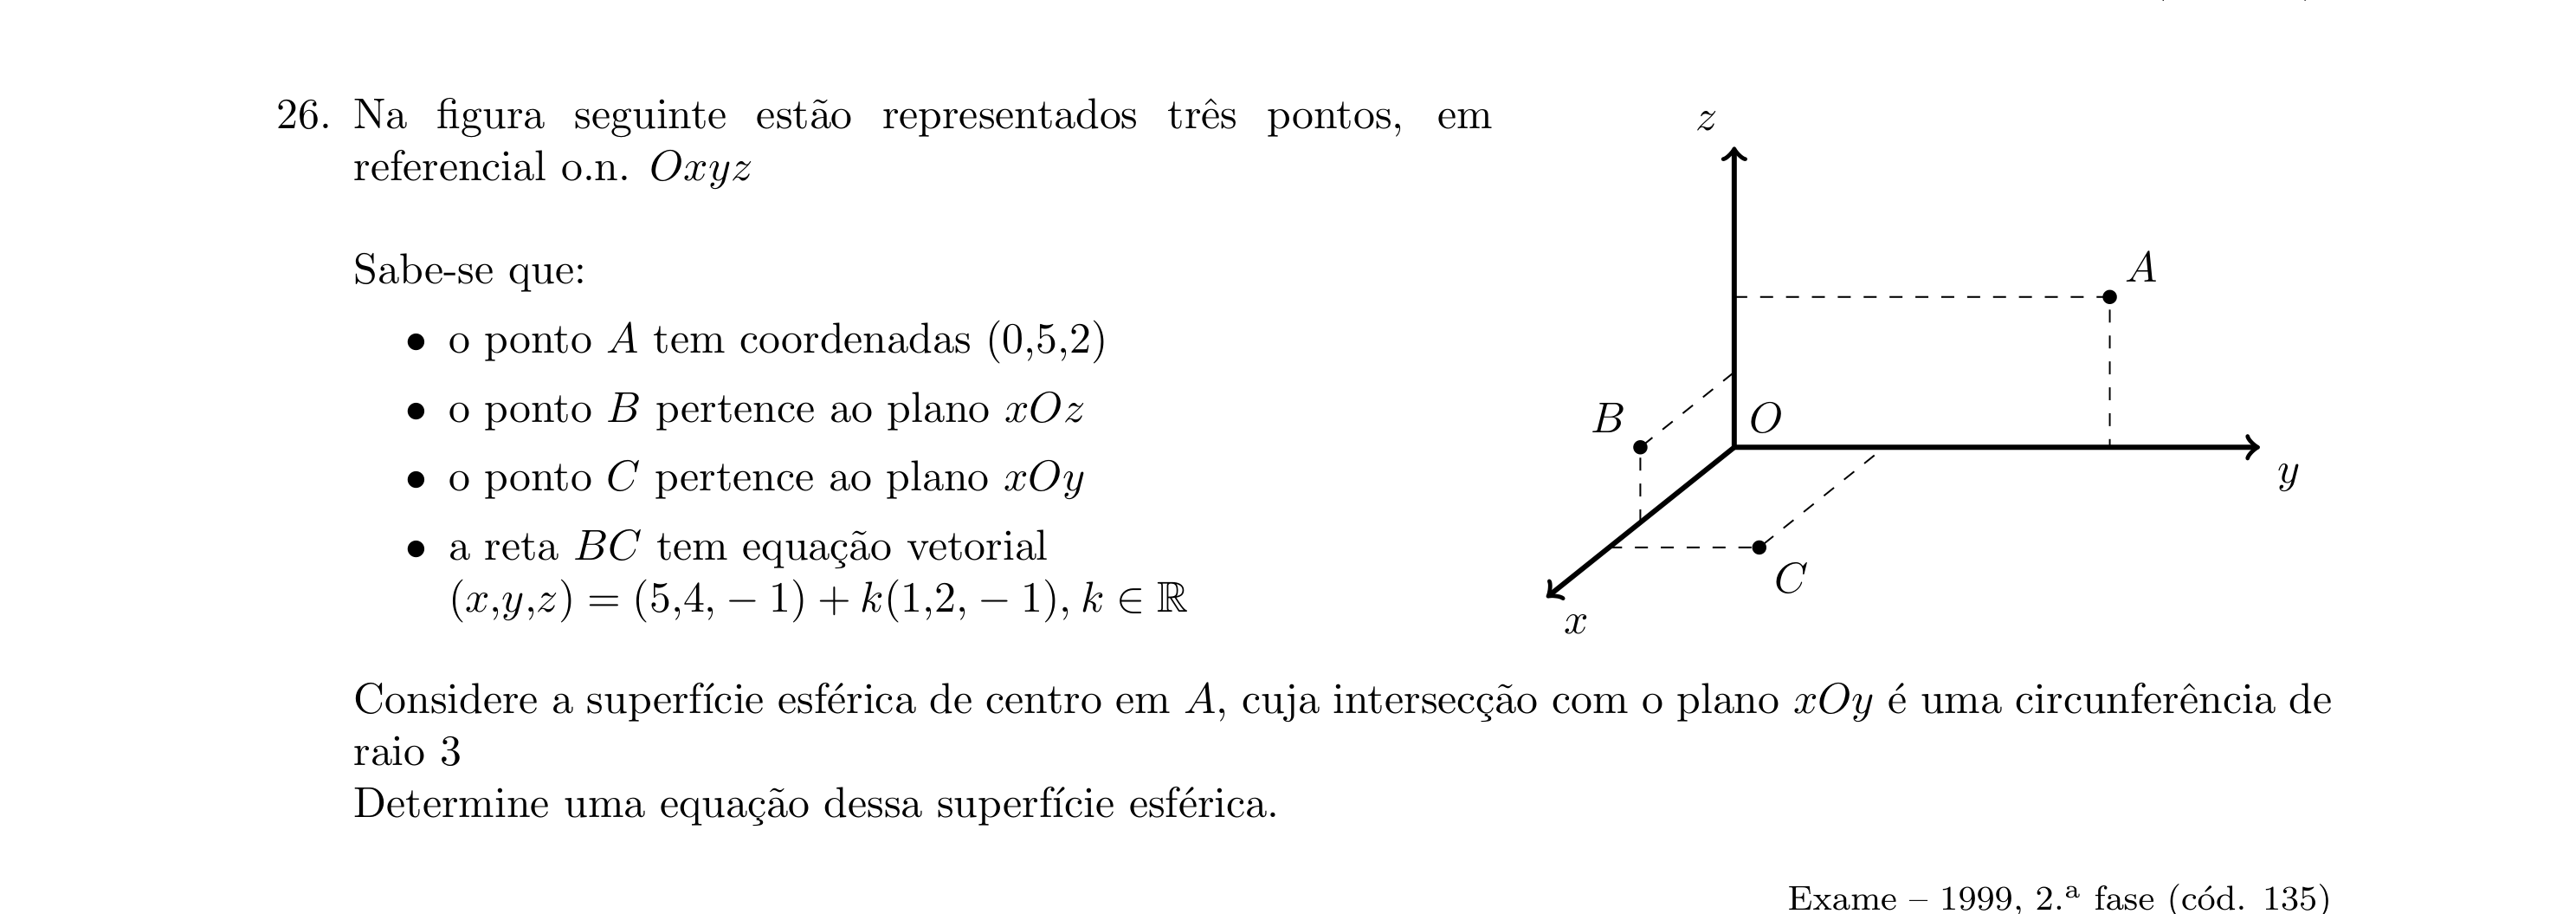 26. Na figura seguinte estão representados três pontos, em
referencial o.n. Oxyz
Sabe-se que:
• o ponto A tem coordenadas (0,5,2)
• o ponto B pertence ao plano xOz
• o ponto C pertence ao plano xOy
• a reta BC tem equação vetorial
(x,y,z) = (5,4, − 1) + k(1,2, − 1), k ∈ ℝ
z
A
B
O
y
C
x
Considere a superfície esférica de centro em A, cuja intersecção com o plano xOy é uma circunferência de
raio 3
Determine uma equação dessa superfície esférica.
Exame – 1999, 2.ª fase (cód. 135)